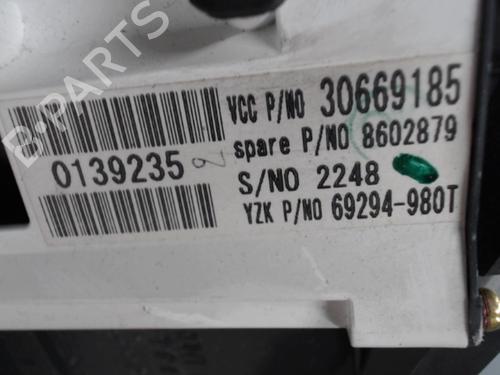 B-PARTS
VCC P/NO 30669185
spare P/NO 8602879
0139235
S/NO 2248
YZK P/NO 69294-980T